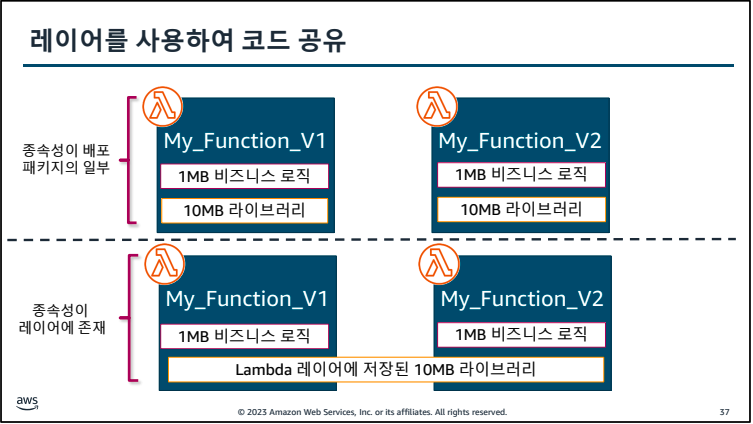 레이어를 사용하여 코드 공유
종속성이 배포
패키지의 일부
My_Function_V1
1MB 비즈니스 로직
10MB 라이브러리
My_Function_V2
1MB 비즈니스 로직
10MB 라이브러리
종속성이
레이어에 존재
My_Function_V1
1MB 비즈니스 로직
My_Function_V2
1MB 비즈니스 로직
Lambda 레이어에 저장된 10MB 라이브러리
aws
© 2023 Amazon Web Services, Inc. or its affiliates. All rights reserved.
37